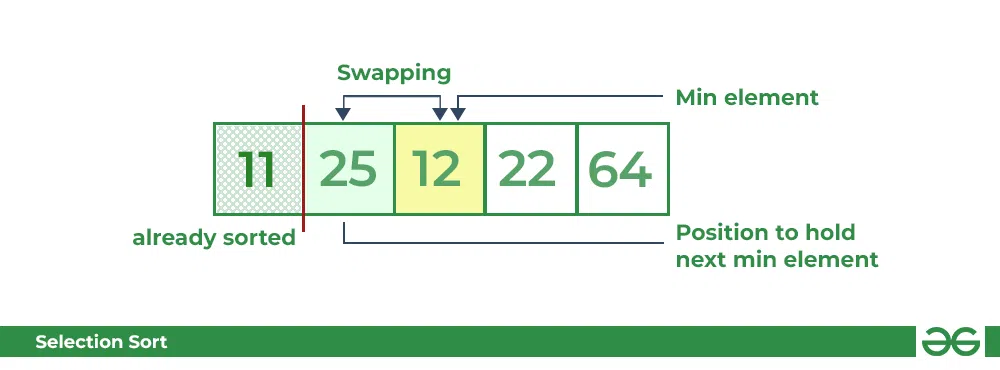 Swapping
Min element
11 25 12 22 64
already sorted
Position to hold
next min element
Selection Sort